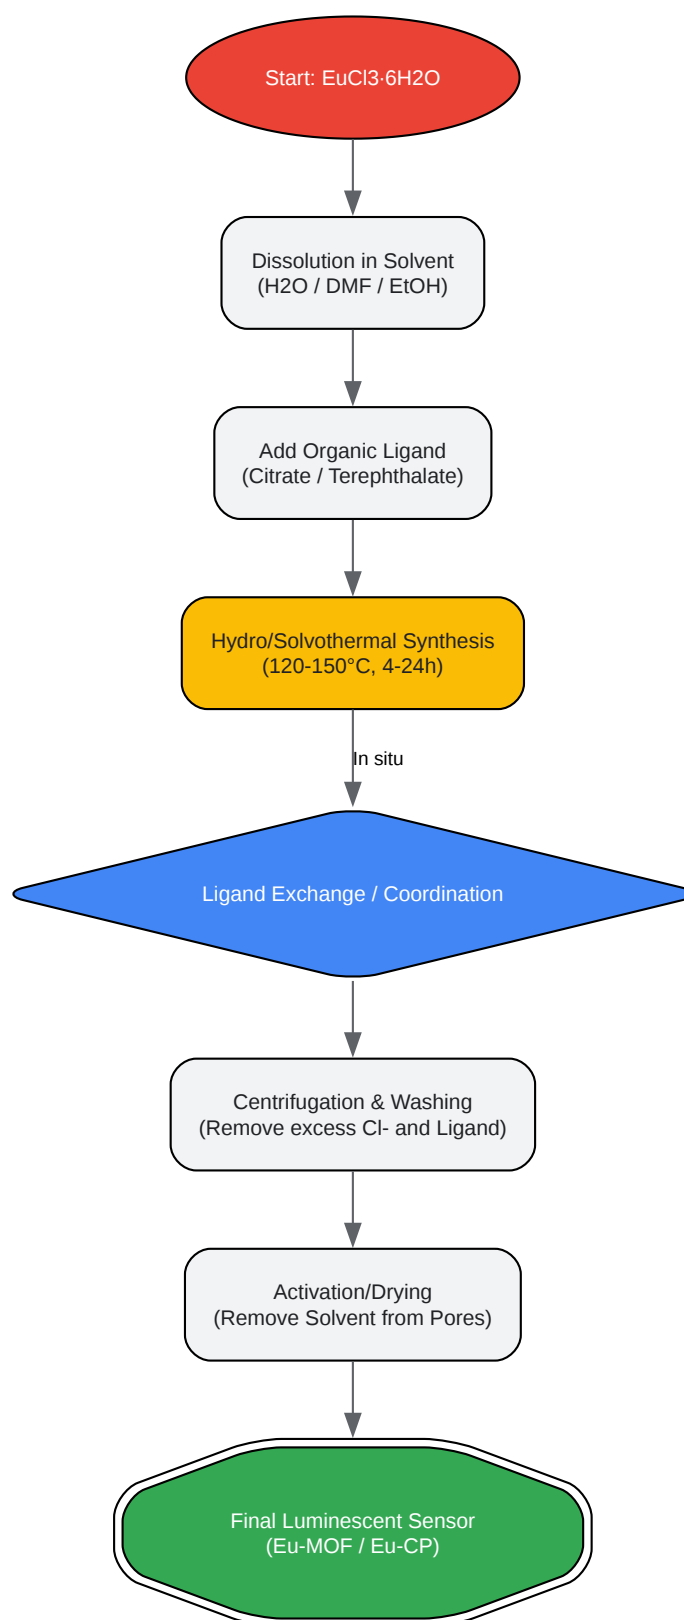 Start: EuCl3·6H2O
Dissolution in Solvent
(H2O / DMF / EtOH)
Add Organic Ligand
(Citrate / Terephthalate)
Hydro/Solvothermal Synthesis
(120-150°C, 4-24h)
In situ
Ligand Exchange / Coordination
Centrifugation & Washing
(Remove excess Cl- and Ligand)
Activation/Drying
(Remove Solvent from Pores)
Final Luminescent Sensor
(Eu-MOF / Eu-CP)